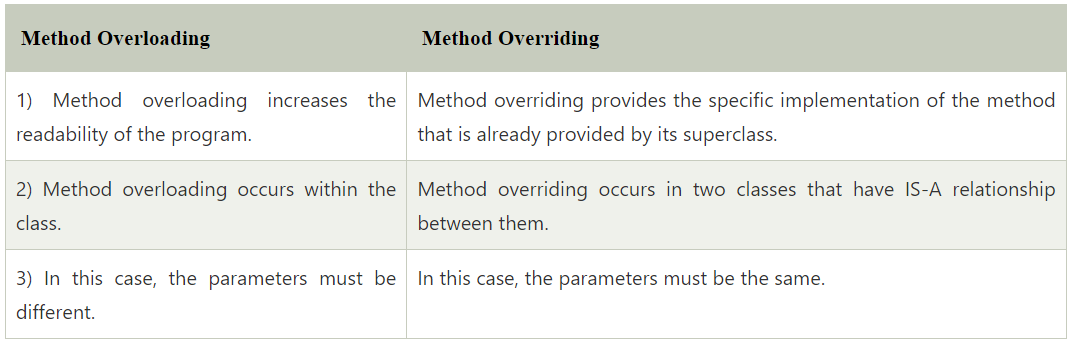 Method Overloading
Method Overriding
1) Method overloading increases the
readability of the program.
Method overriding provides the specific implementation of the method
that is already provided by its superclass.
2) Method overloading occurs within the
class.
Method overriding occurs in two classes that have IS-A relationship
between them.
3) In this case, the parameters must be
different.
In this case, the parameters must be the same.